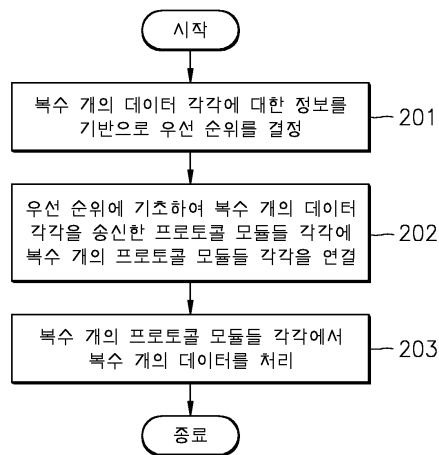 시작
복수 개의 데이터 각각에 대한 정보를
기반으로 우선 순위를 결정
201
우선 순위에 기초하여 복수 개의 데이터
각각을 송신한 프로토콜 모듈들 각각에
복수 개의 프로토콜 모듈들 각각을 연결
202
복수 개의 프로토콜 모듈들 각각에서
복수 개의 데이터를 처리
203
종료